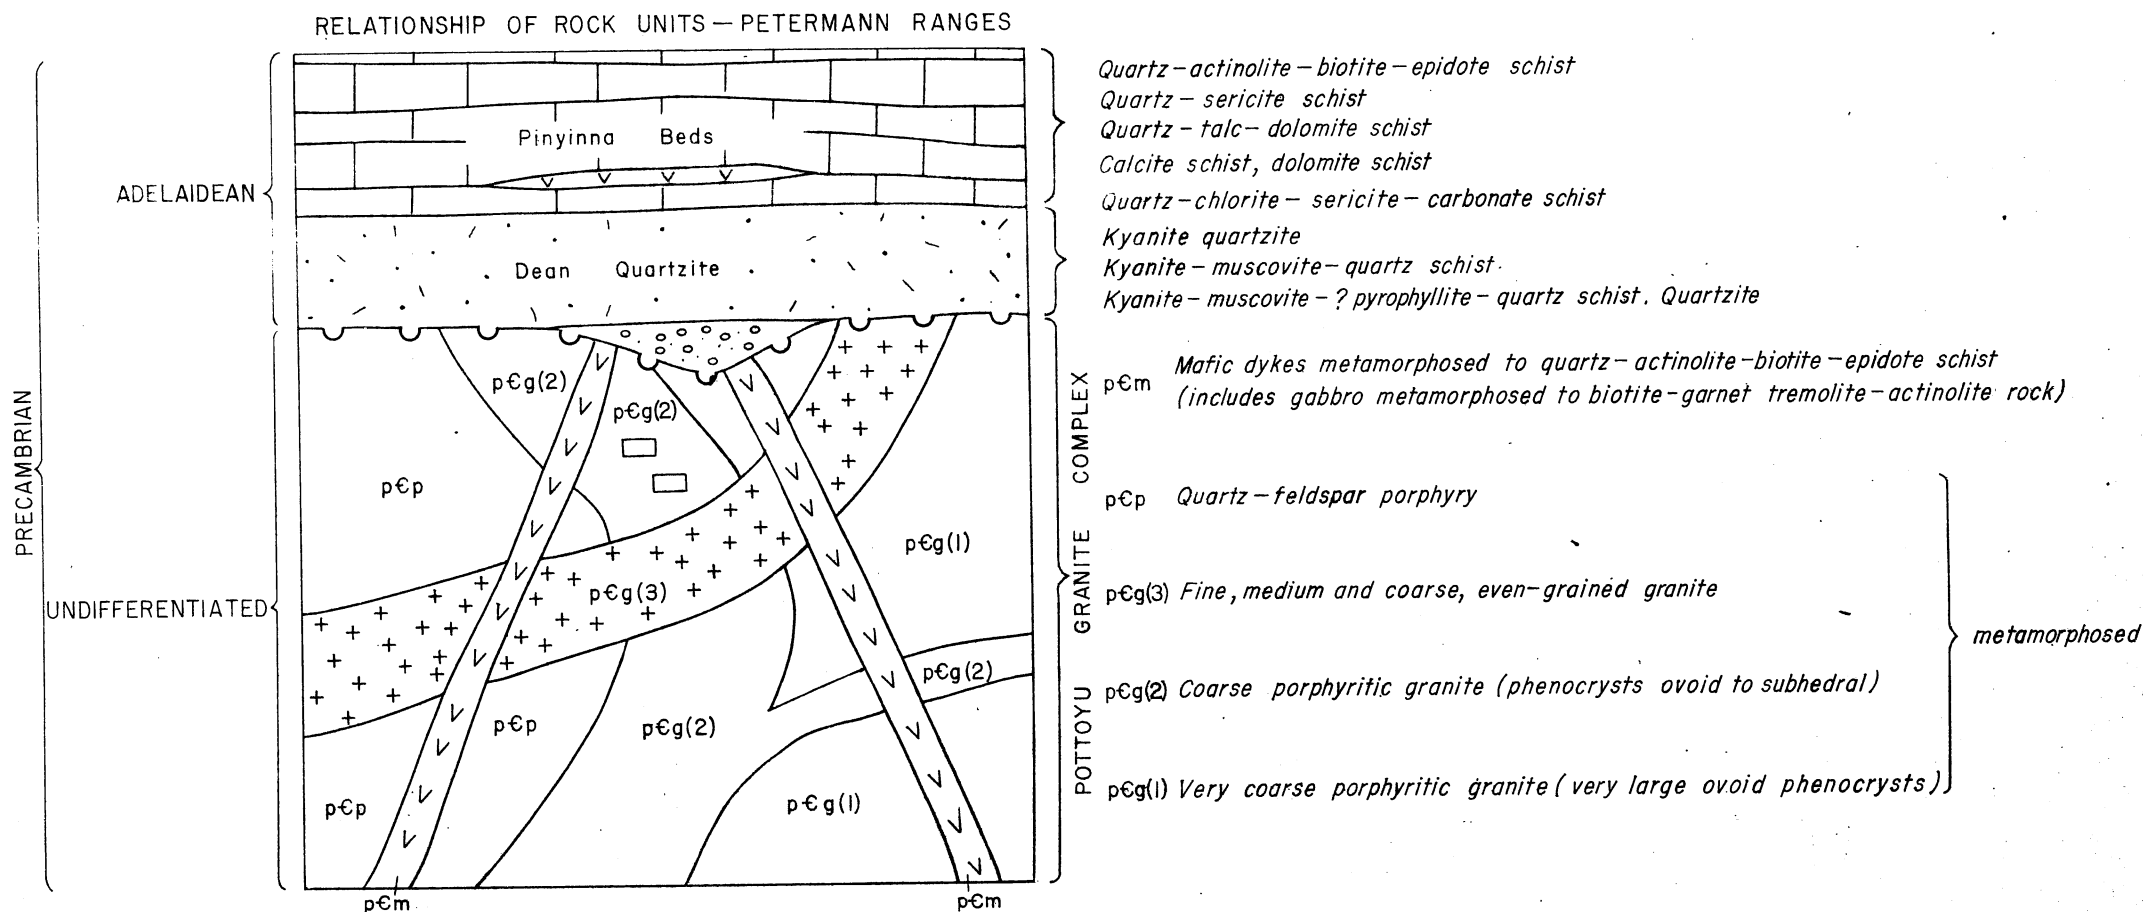 RELATIONSHIP OF ROCK UNITS — PETERMANN RANGES
PRECAMBRIAN
ADELAIDEAN
UNDIFFERENTIATED
Pinyinna Beds
Dean Quartzite
p€g(2)
p€g(2)
p€p
p€g(1)
p€g(3)
p€g(2)
p€p
p€g(2)
p€p
p€g(1)
p€m
p€m
Quartz-actinolite-biotite-epidote schist
Quartz-sericite schist
Quartz-talc-dolomite schist
Calcite schist, dolomite schist
Quartz-chlorite-sericite-carbonate schist
Kyanite quartzite
Kyanite-muscovite-quartz schist.
Kyanite-muscovite-?pyrophyllite-quartz schist. Quartzite
POTTOYU GRANITE COMPLEX
p€m Mafic dykes metamorphosed to quartz-actinolite-biotite-epidote schist
(includes gabbro metamorphosed to biotite-garnet tremolite-actinolite rock)
p€p Quartz-feldspar porphyry
p€g(3) Fine, medium and coarse, even-grained granite
p€g(2) Coarse porphyritic granite (phenocrysts ovoid to subhedral)
p€g(1) Very coarse porphyritic granite (very large ovoid phenocrysts)
metamorphosed